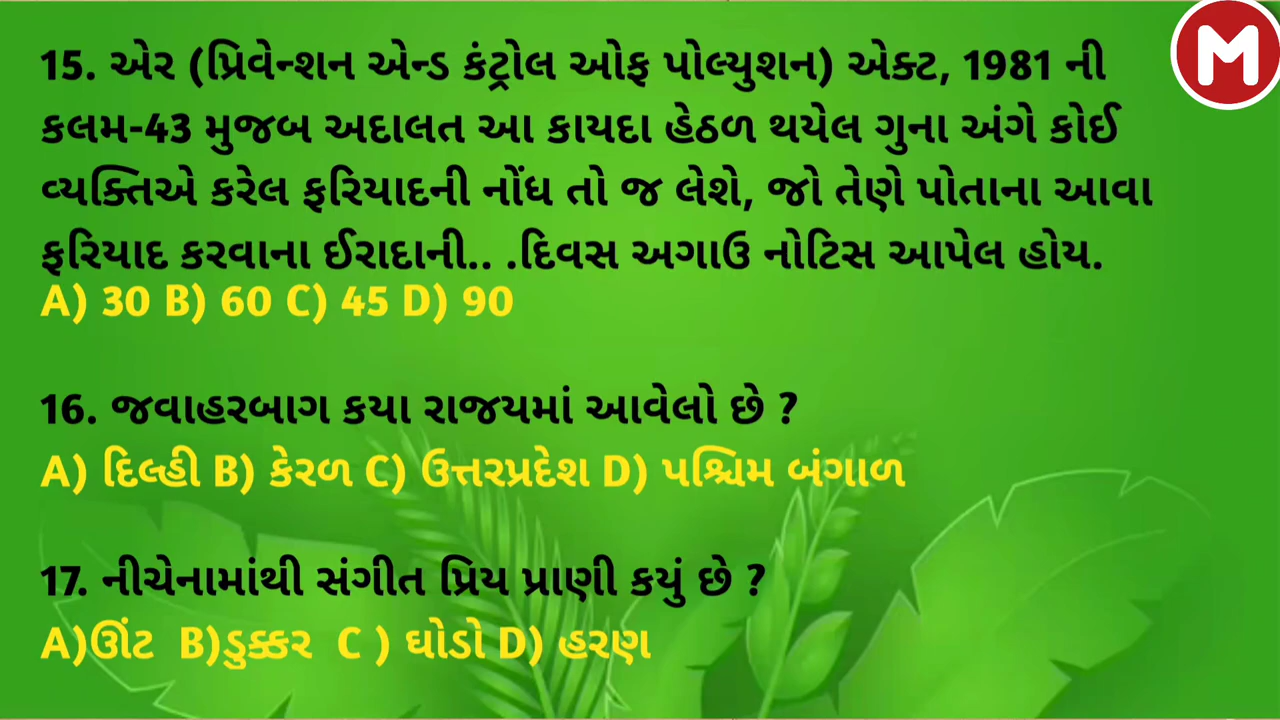 M
15. એર (પ્રિવેન્શન એન્ડ કંટ્રોલ ઓફ પોલ્યુશન) એક્ટ, 1981 ની
કલમ-43 મુજબ અદાલત આ કાયદા હેઠળ થયેલ ગુના અંગે કોઈ
વ્યક્તિએ કરેલ ફરિયાદની નોંધ તો જ લેશે, જો તેણે પોતાના આવા
ફરિયાદ કરવાના ઈરાદાની.. .દિવસ અગાઉ નોટિસ આપેલ હોય.
A) 30 B) 60 C) 45 D) 90
16. જવાહરબાગ કયા રાજયમાં આવેલો છે ?
A) દિલ્હી B) કેરળ C) ઉત્તરપ્રદેશ D) પશ્ચિમ બંગાળ
17. નીચેનામાંથી સંગીત પ્રિય પ્રાણી કયું છે ?
A)ઊંટ B)ડુક્કર C ) ઘોડો D) હરણ